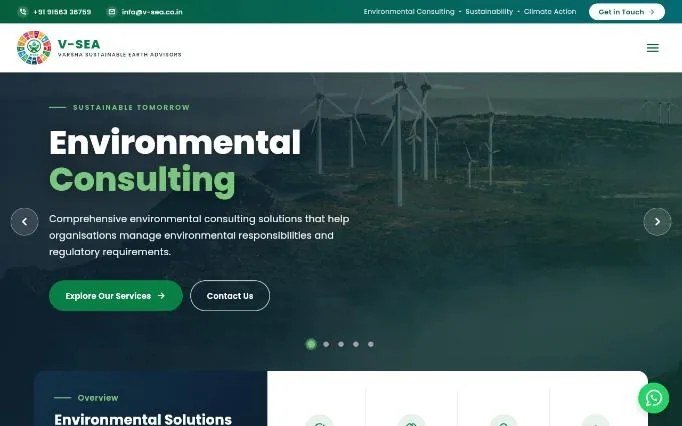 +91 91563 36759
info@v-sea.co.in
Environmental Consulting • Sustainability • Climate Action
Get in Touch
V-SEA
VARSHA SUSTAINABLE EARTH ADVISORS
SUSTAINABLE TOMORROW
Environmental
Consulting
Comprehensive environmental consulting solutions that help
organisations manage environmental responsibilities and
regulatory requirements.
Explore Our Services
Contact Us
Overview
Environmental Solutions